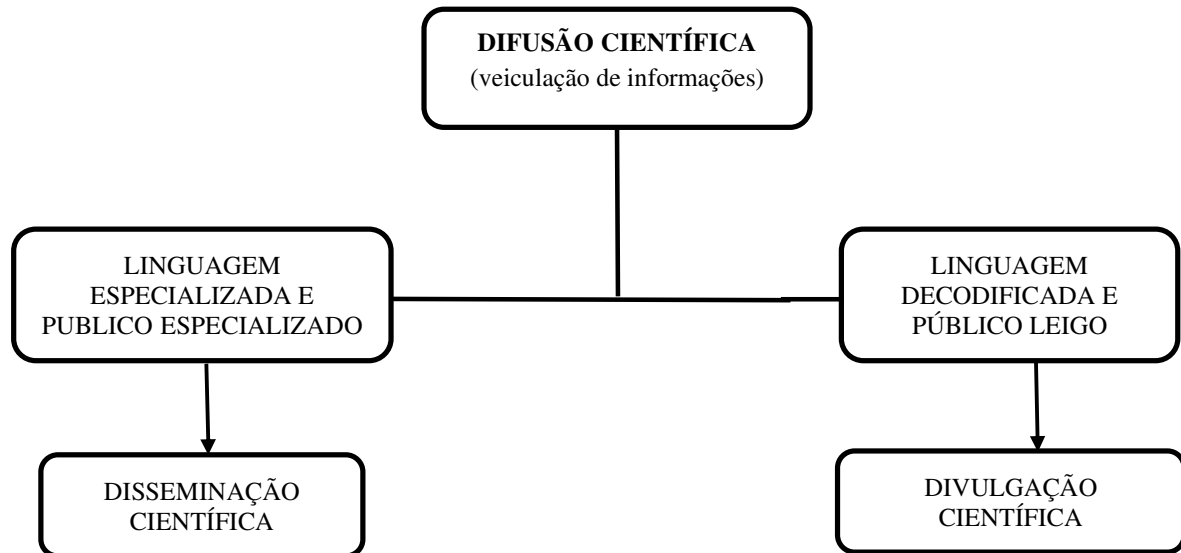 DIFUSÃO CIENTÍFICA
(veiculação de informações)
LINGUAGEM
ESPECIALIZADA E
PUBLICO ESPECIALIZADO
LINGUAGEM
DECODIFICADA E
PÚBLICO LEIGO
DISSEMINAÇÃO
CIENTÍFICA
DIVULGAÇÃO
CIENTÍFICA